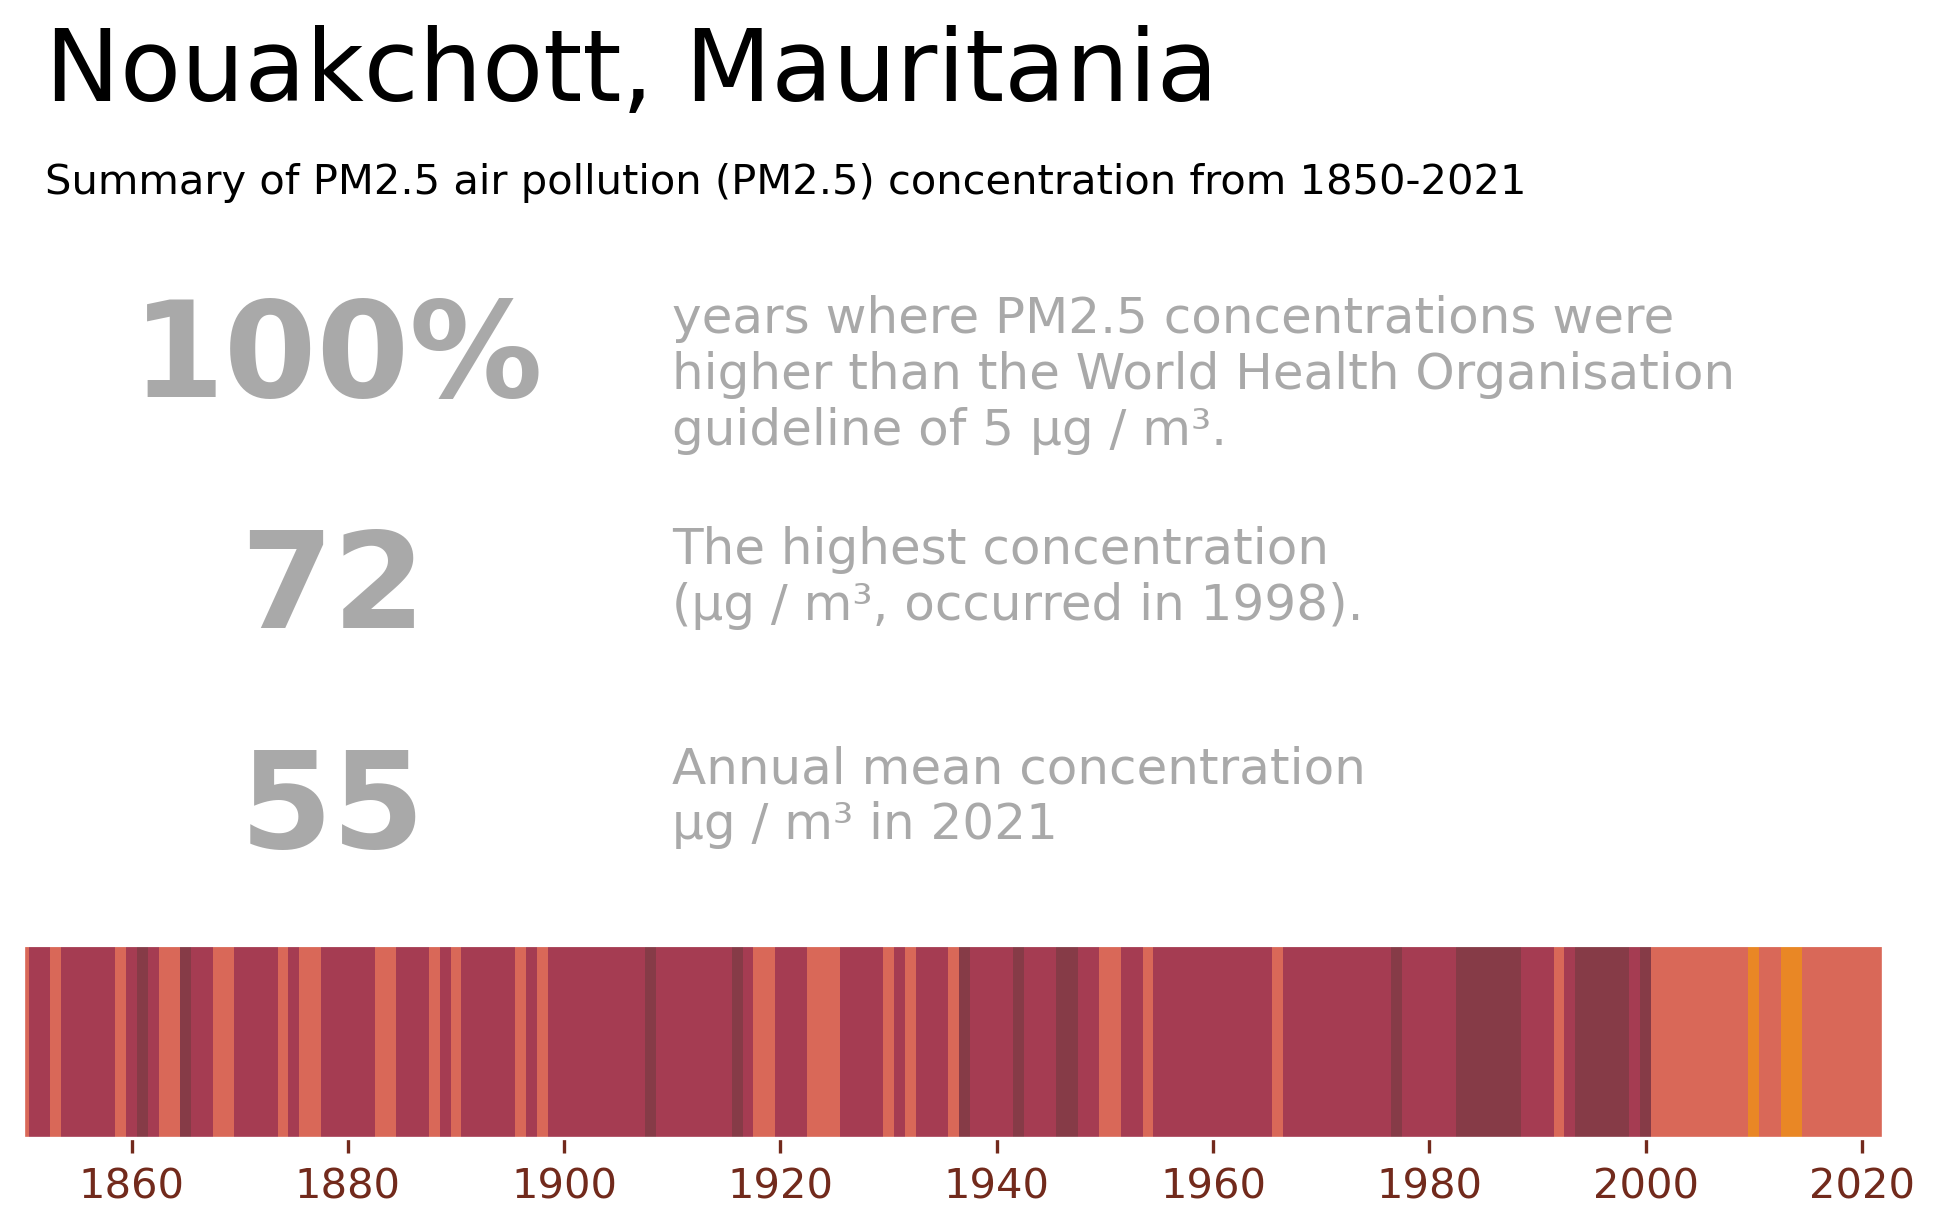 Nouakchott, Mauritania
Summary of PM2.5 air pollution (PM2.5) concentration from 1850-2021
100%
years where PM2.5 concentrations were
higher than the World Health Organisation
guideline of 5 µg / m³.
72
The highest concentration
(µg / m³, occurred in 1998).
55
Annual mean concentration
µg / m³ in 2021
1860 1880 1900 1920 1940 1960 1980 2000 2020